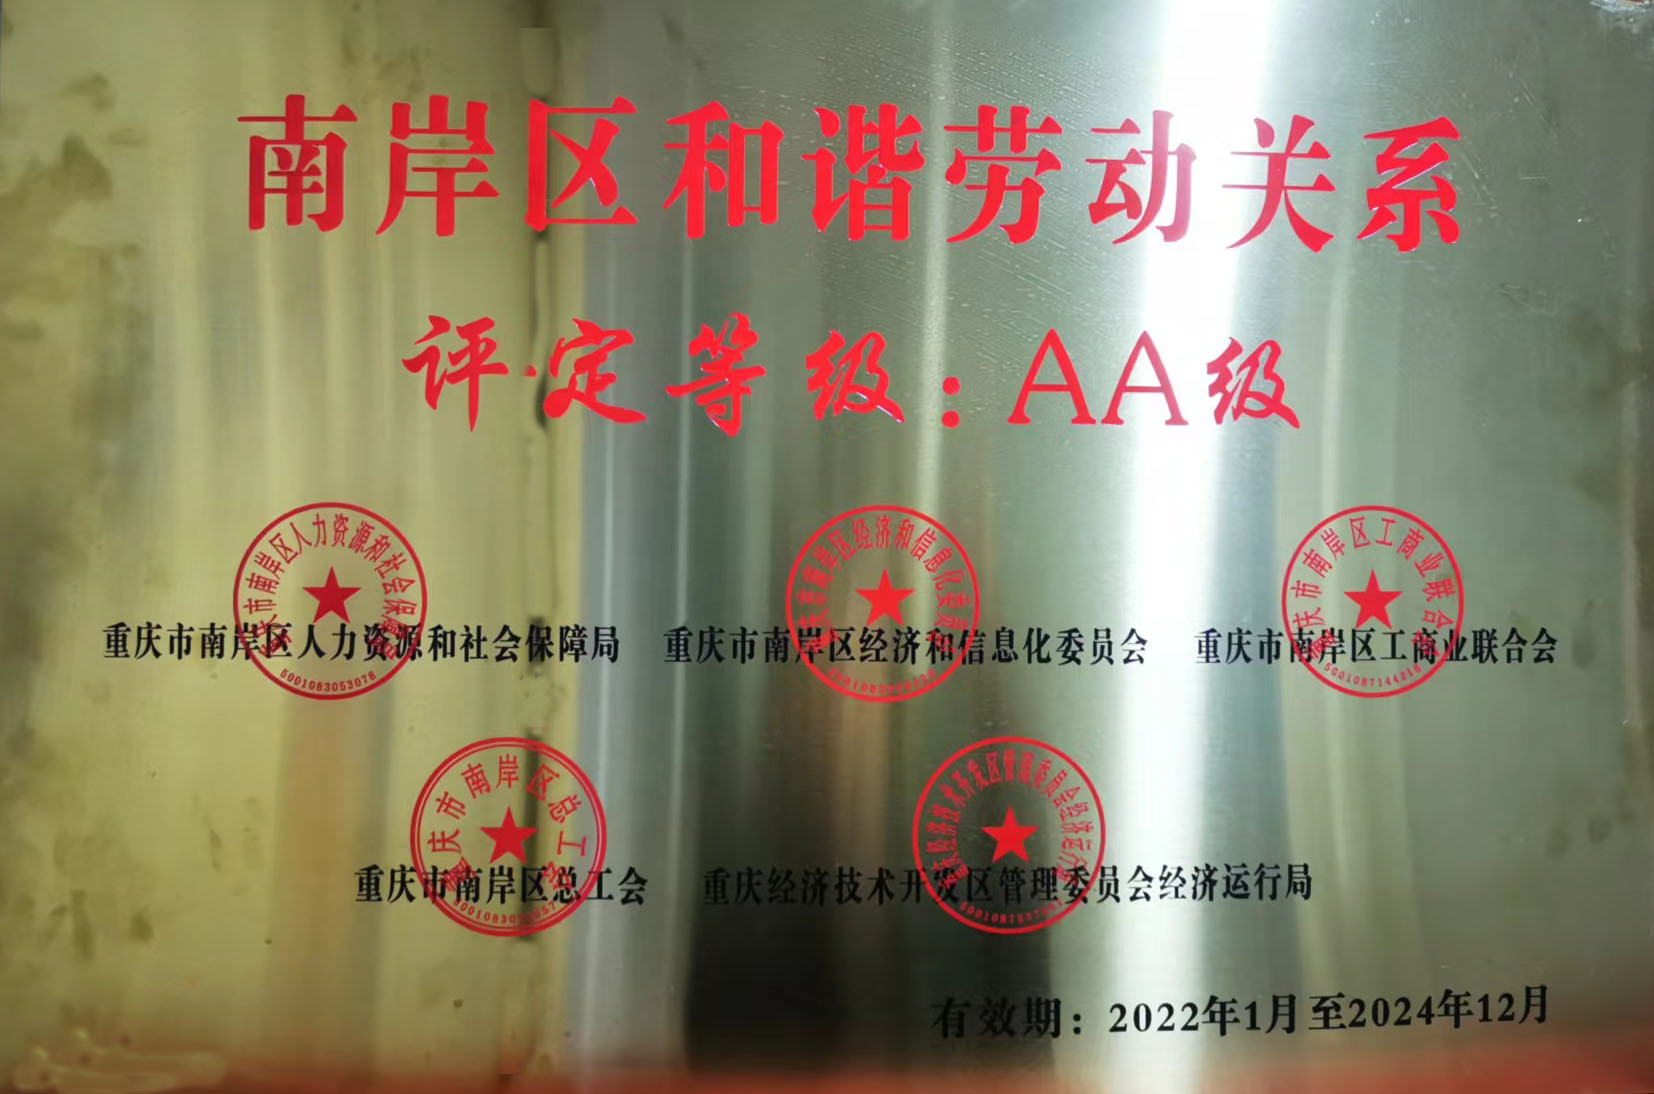 南岸区和谐劳动关系
评定等级：AA级
重庆市南岸区人力资源和社会保障局 重庆市南岸区经济和信息化委员会 重庆市南岸区工商业联合会
5001083053078
重庆市南岸区总工会 重庆经济技术开发区管理委员会经济运行局
有效期：2022年1月至2024年12月